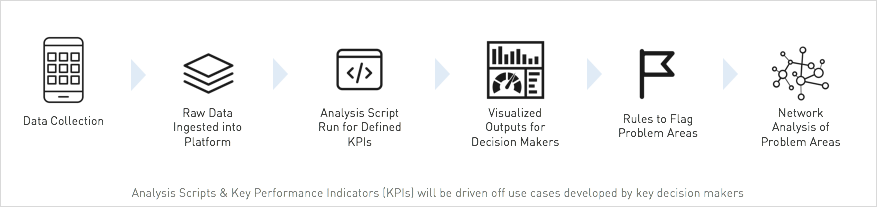 Data Collection
Raw Data
Ingested into
Platform
Analysis Script
Run for Defined
KPIs
Visualized
Outputs for
Decision Makers
Rules to Flag
Problem Areas
Network
Analysis of
Problem Areas
Analysis Scripts & Key Performance Indicators (KPIs) will be driven off use cases developed by key decision makers